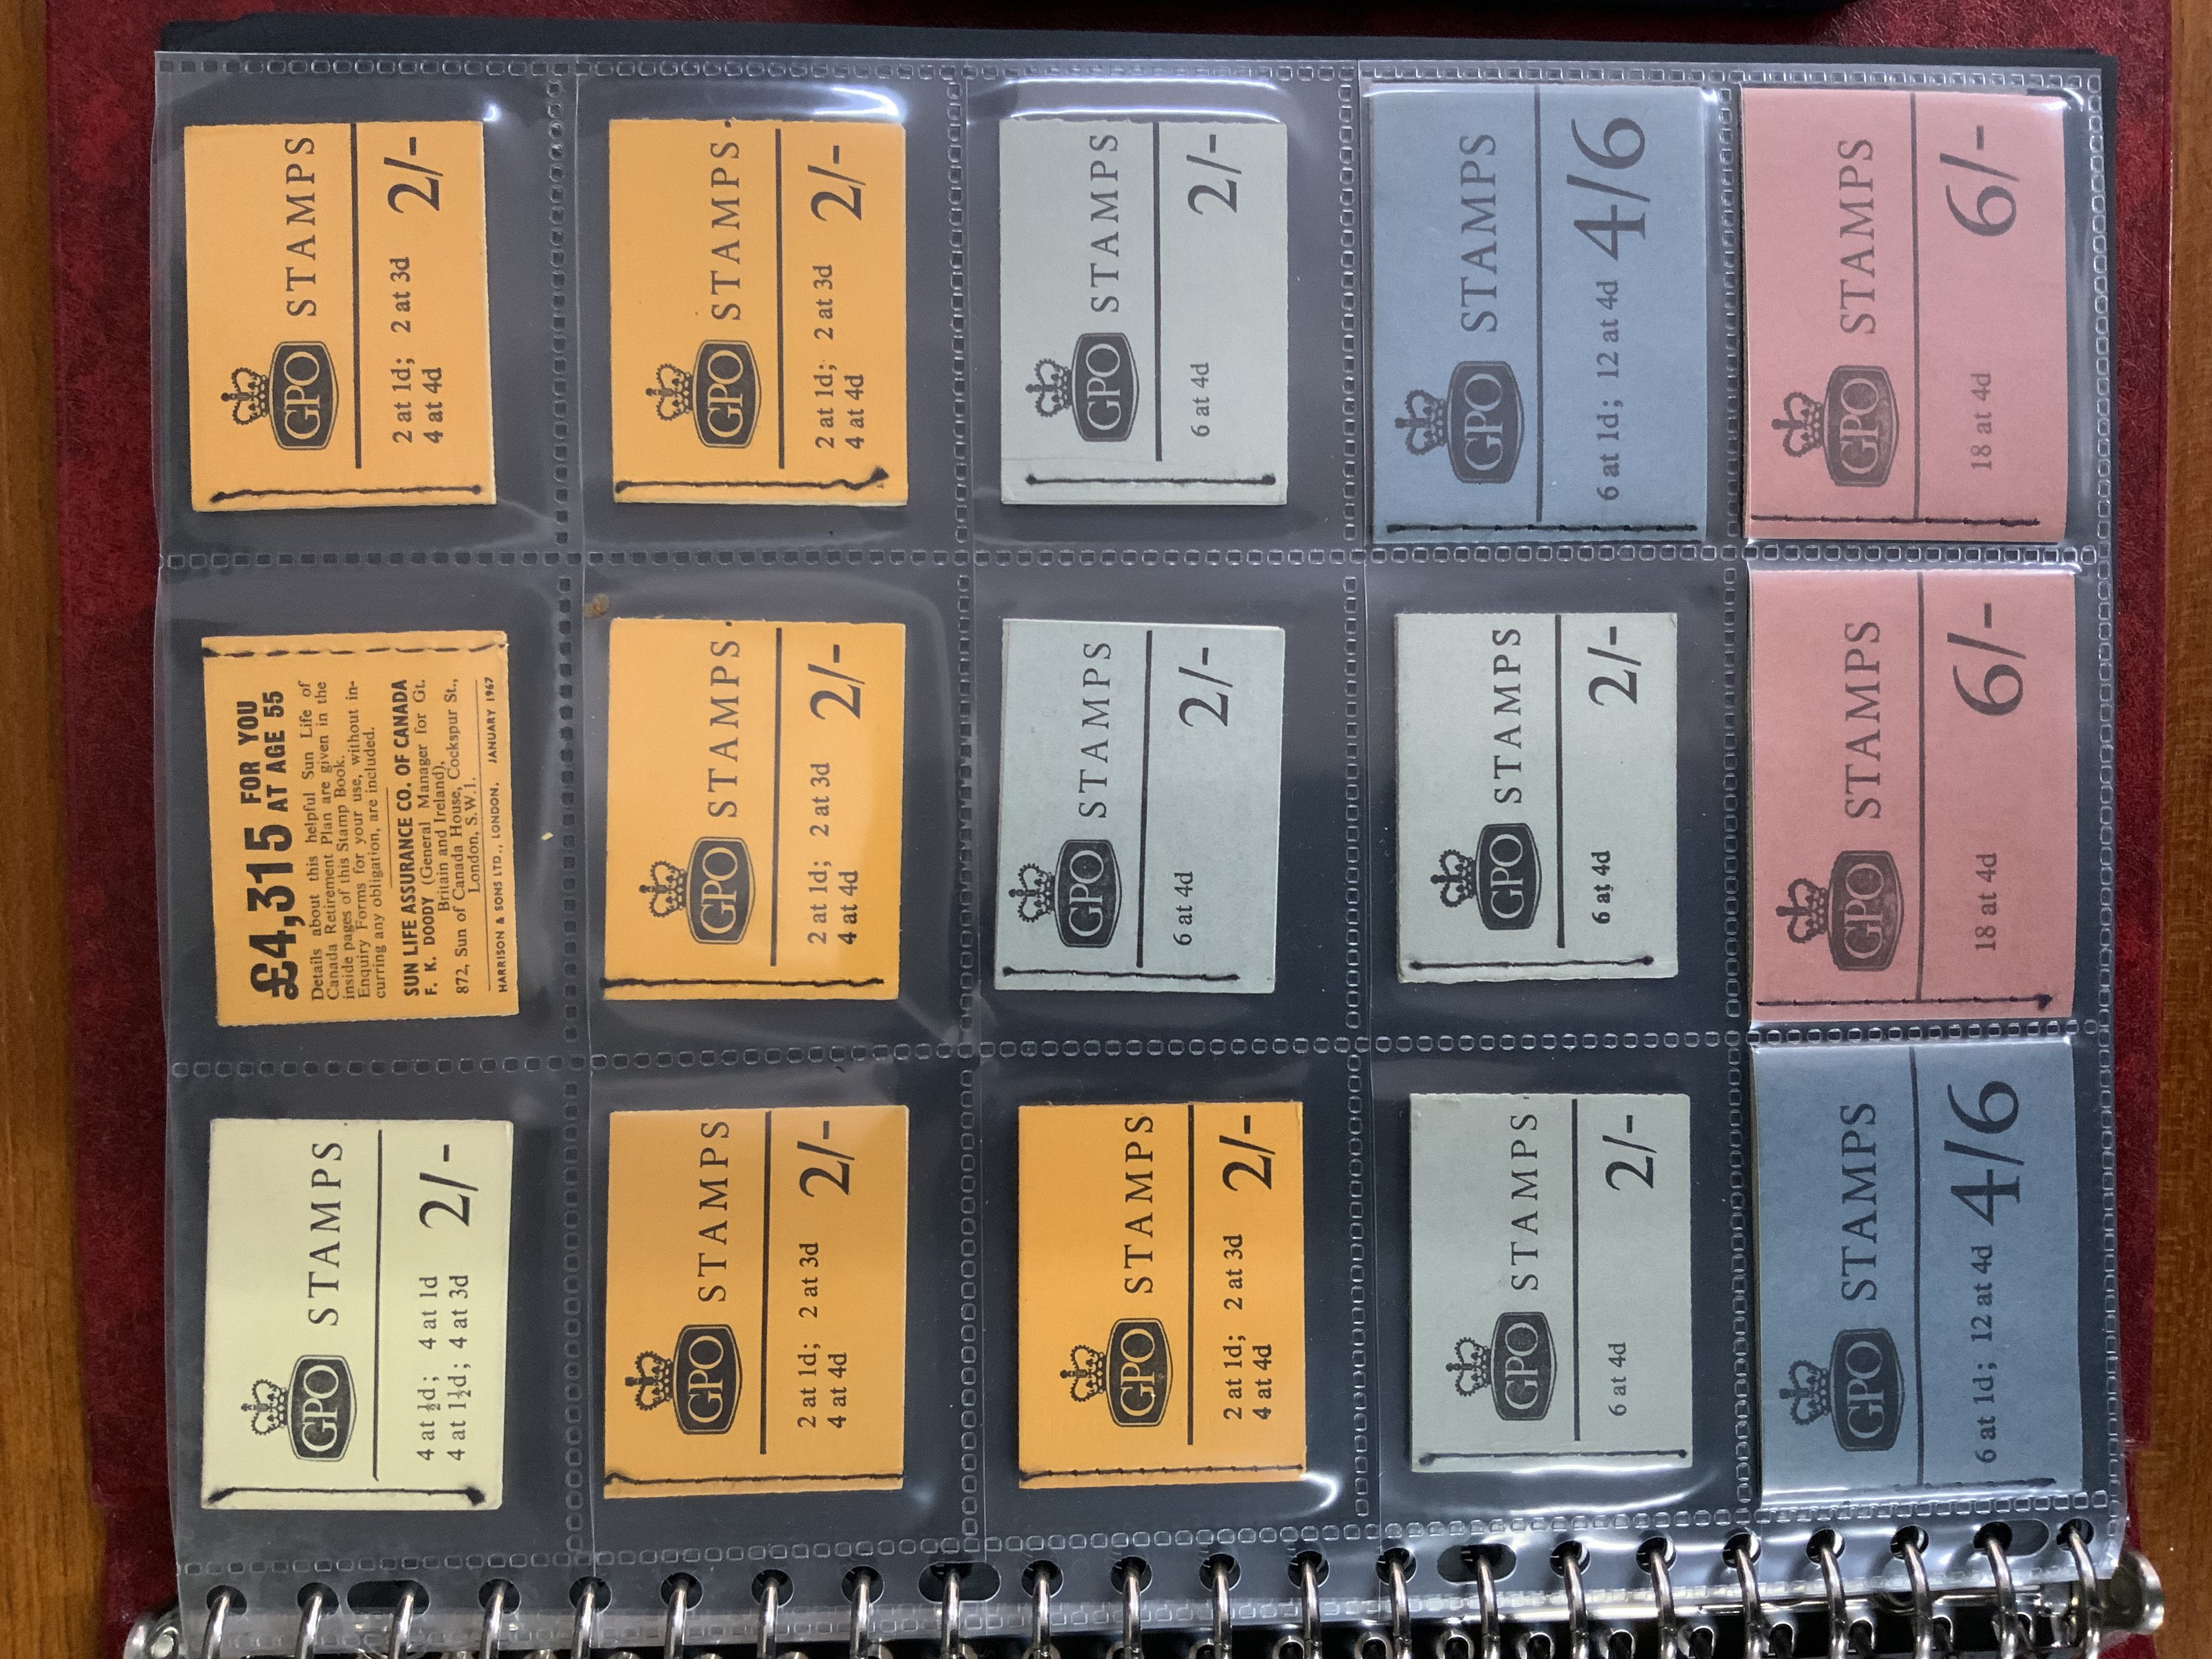 GPO STAMPS
4 at ½d; 4 at 1d
4 at 1½d; 4 at 3d 2/-
£4,315 FOR YOU
AT AGE 55
Details about this helpful Sun Life of
Canada Retirement Plan are given in the
inside pages of this Stamp Book.
Enquiry Forms for your use, without in-
curring any obligation, are included.
SUN LIFE ASSURANCE CO. OF CANADA
F. K. DOODY (General Manager for Gt.
Britain and Ireland),
872, Sun of Canada House, Cockspur St.,
London, S.W.1.
HARRISON & SONS LTD., LONDON. JANUARY 1967
GPO STAMPS
2 at 1d; 2 at 3d
4 at 4d 2/-
GPO STAMPS
2 at 1d; 2 at 3d
4 at 4d 2/-
GPO STAMPS
2 at 1d; 2 at 3d
4 at 4d 2/-
GPO STAMPS
2 at 1d; 2 at 3d
4 at 4d 2/-
GPO STAMPS
2 at 1d; 2 at 3d
4 at 4d 2/-
GPO STAMPS
6 at 4d 2/-
GPO STAMPS
6 at 4d 2/-
GPO STAMPS
6 at 4d 2/-
GPO STAMPS
6 at 4d 2/-
GPO STAMPS
6 at 1d; 12 at 4d 4/6
GPO STAMPS
6 at 1d; 12 at 4d 4/6
GPO STAMPS
18 at 4d 6/-
GPO STAMPS
18 at 4d 6/-